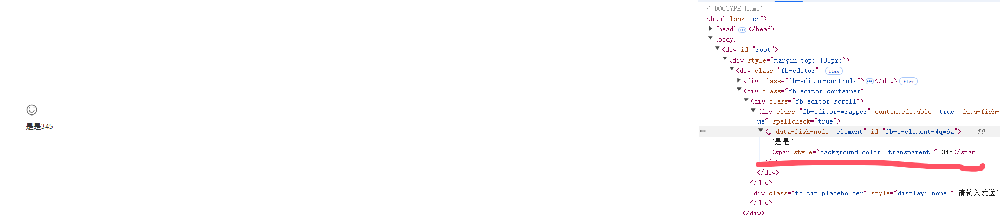 是是345
<!DOCTYPE html>
<html lang="en">
<head>⋯</head>
<body>
<div id="root">
<div style="margin-top: 180px;">
<div class="fb-editor"> flex
<div class="fb-editor-controls">⋯</div> flex
<div class="fb-editor-container">
<div class="fb-editor-scroll">
<div class="fb-editor-wrapper" contenteditable="true" data-fish-
ue" spellcheck="true">
<p data-fish-node="element" id="fb-e-element-4qw6a"> == $0
"是是"
<span style="background-color: transparent;">345</span>
</div>
</div>
<div class="fb-tip-placeholder" style="display: none;">请输入发送的
</div>
</div>